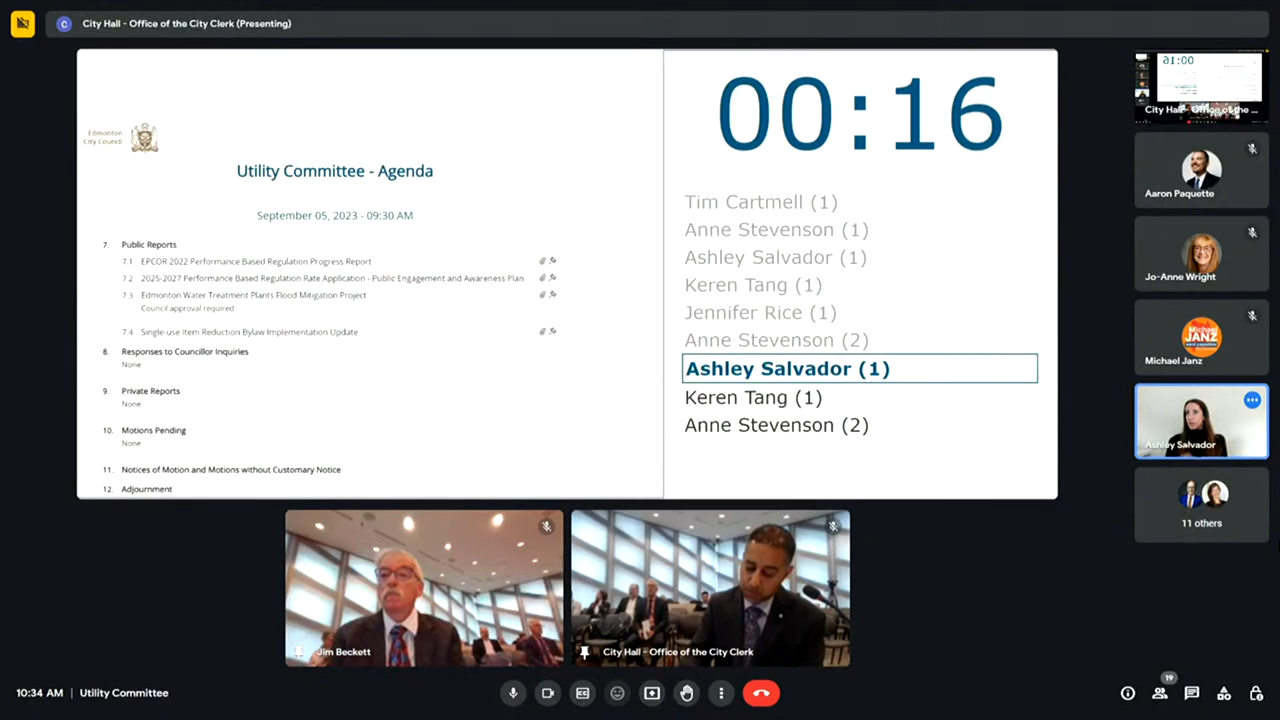 C City Hall - Office of the City Clerk (Presenting)
Edmonton
City Council
Utility Committee - Agenda
September 05, 2023 - 09:30 AM
7. Public Reports
7.1 EPCOR 2022 Performance Based Regulation Progress Report
7.2 2025-2027 Performance Based Regulation Rate Application - Public Engagement and Awareness Plan
7.3 Edmonton Water Treatment Plants Flood Mitigation Project
Council approval required
7.4 Single-use Item Reduction Bylaw Implementation Update
8. Responses to Councillor Inquiries
None
9. Private Reports
None
10. Motions Pending
None
11. Notices of Motion and Motions without Customary Notice
12. Adjournment
00:16
Tim Cartmell (1)
Anne Stevenson (1)
Ashley Salvador (1)
Keren Tang (1)
Jennifer Rice (1)
Anne Stevenson (2)
Ashley Salvador (1)
Keren Tang (1)
Anne Stevenson (2)
City Hall - Office of the ...
Aaron Paquette
Jo-Anne Wright
Michael
JANZ
Michael Janz
Ashley Salvador
11 others
Jim Beckett
City Hall - Office of the City Clerk
10:34 AM | Utility Committee
19